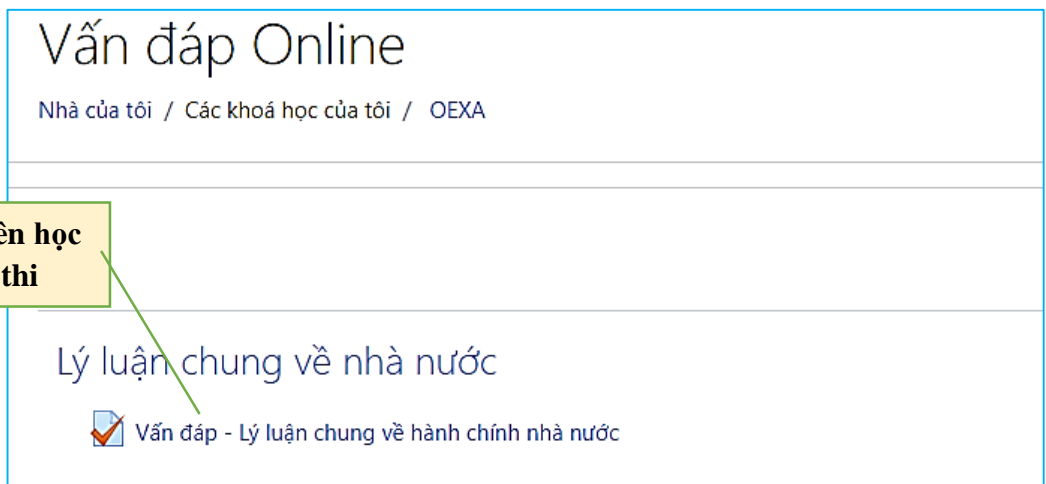 Vấn đáp Online
Nhà của tôi / Các khoá học của tôi / OEXA
học
thi
Lý luận chung về nhà nước
Vấn đáp - Lý luận chung về hành chính nhà nước